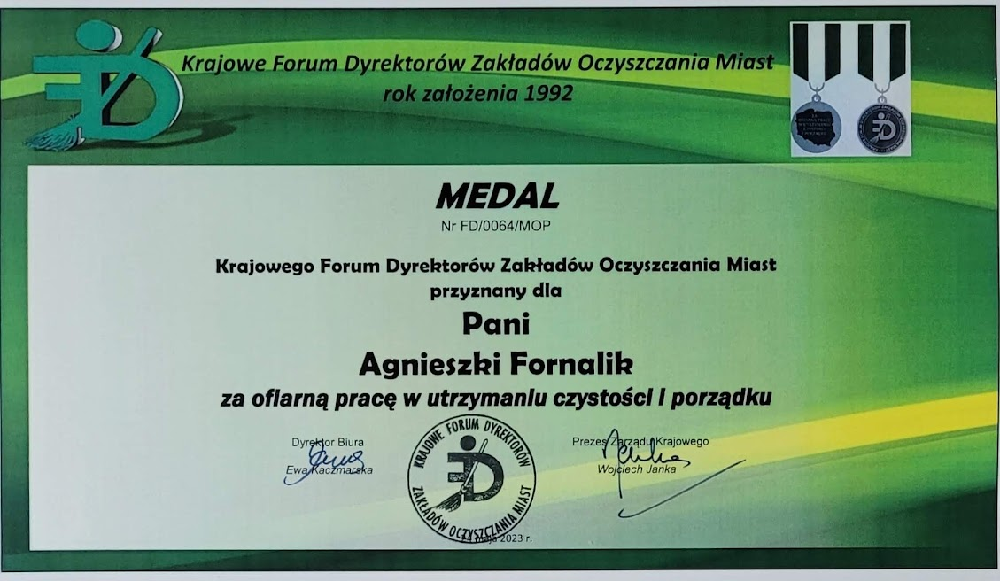 Krajowe Forum Dyrektorów Zakładów Oczyszczania Miast
rok założenia 1992
MEDAL
Nr FD/0064/MOP
Krajowego Forum Dyrektorów Zakładów Oczyszczania Miast
przyznany dla
Pani
Agnieszki Fornalik
za ofiarną pracę w utrzymaniu czystości i porządku
Dyrektor Biura
Ewa Kaczmarska
KRAJOWE FORUM DYREKTORÓW
ZAKŁADÓW OCZYSZCZANIA MIAST
Prezes Zarządu Krajowego
Wojciech Janka
maja 2023 r.